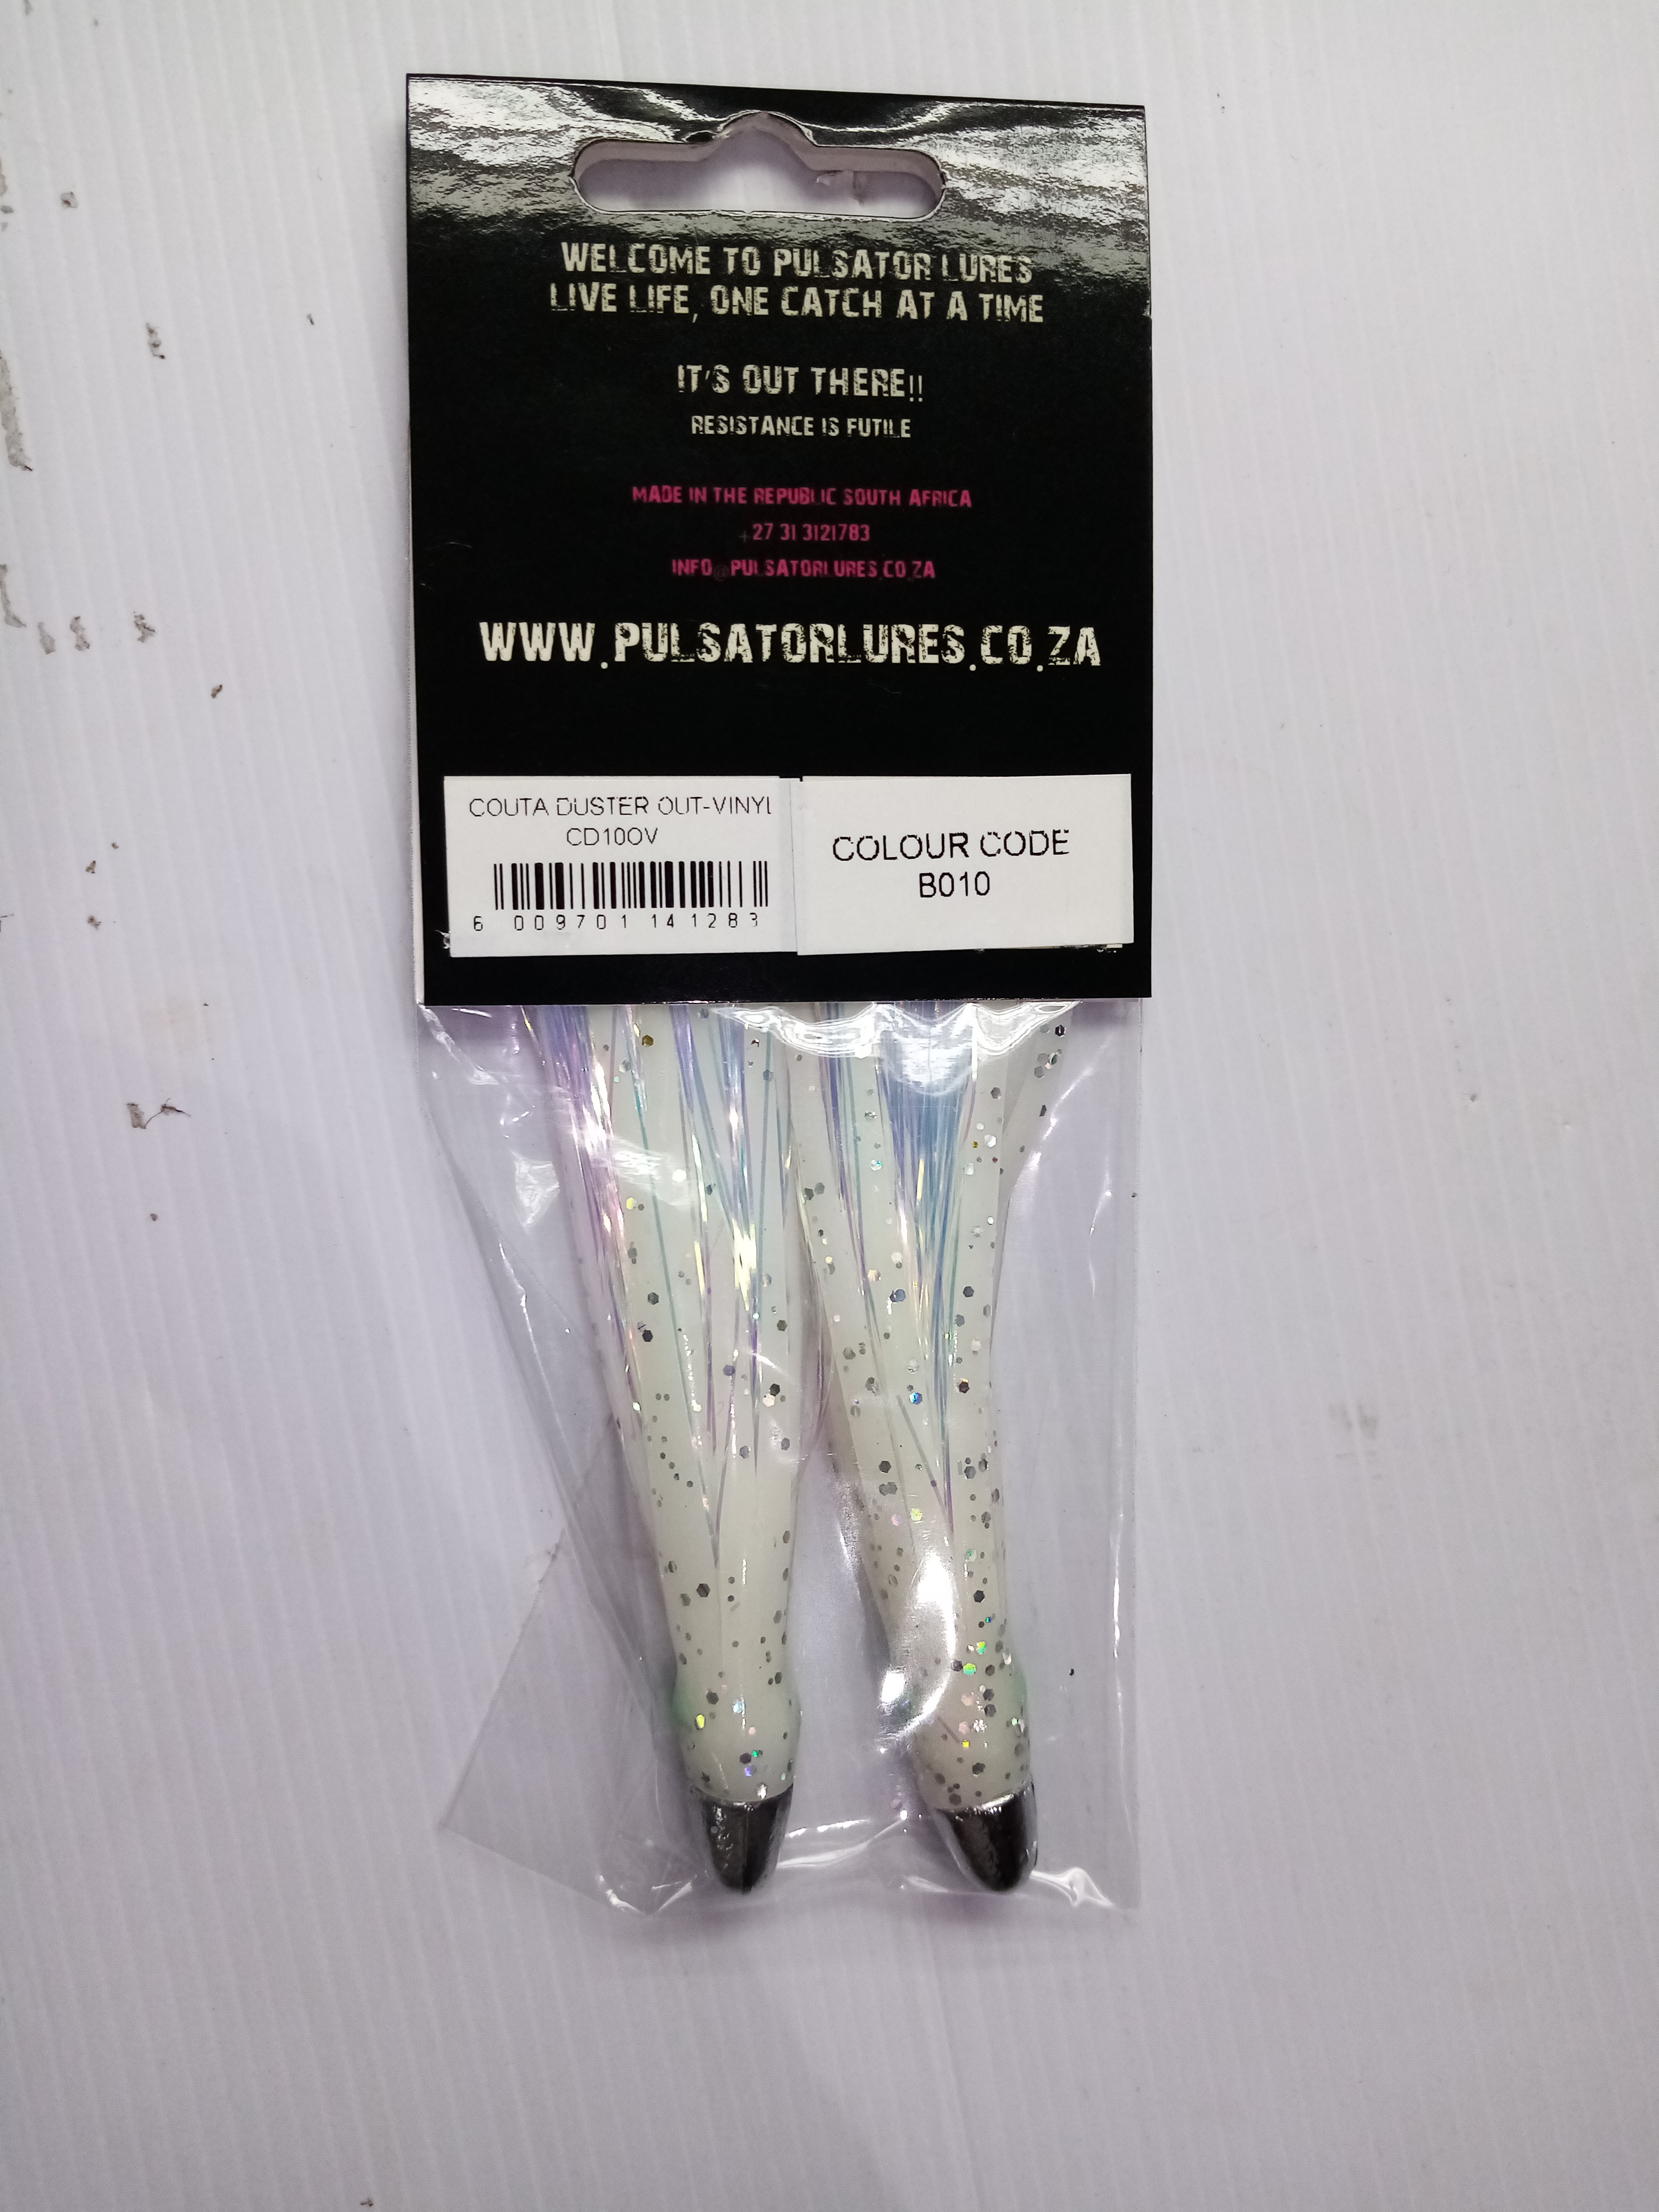 WELCOME TO PULSATOR LURES
LIVE LIFE, ONE CATCH AT A TIME
IT'S OUT THERE!!
RESISTANCE IS FUTILE
MADE IN THE REPUBLIC SOUTH AFRICA
+27 31 3121783
INFO@PULSATORLURES.CO.ZA
WWW.PULSATORLURES.CO.ZA
COUTA DUSTER OUT-VINYL
CD10OV
6 009701 141283
COLOUR CODE
B010